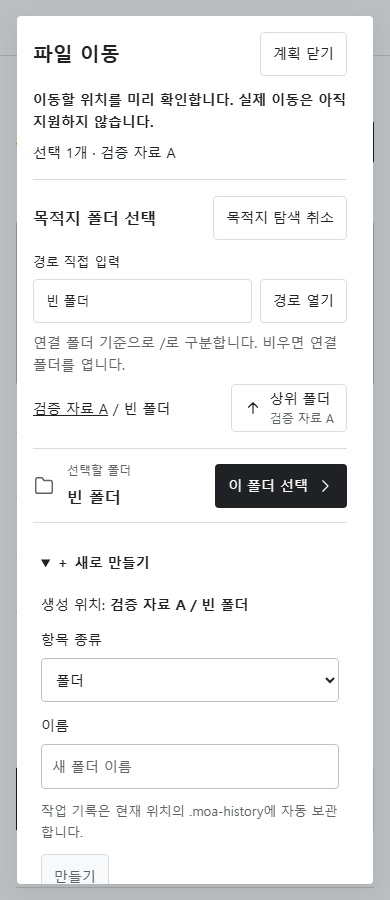 파일 이동
계획 닫기
이동할 위치를 미리 확인합니다. 실제 이동은 아직
지원하지 않습니다.
선택 1개 · 검증 자료 A
목적지 폴더 선택
목적지 탐색 취소
경로 직접 입력
빈 폴더
경로 열기
연결 폴더 기준으로 /로 구분합니다. 비우면 연결
폴더를 엽니다.
검증 자료 A / 빈 폴더
↑ 상위 폴더
검증 자료 A
선택할 폴더
빈 폴더
이 폴더 선택 >
▼ + 새로 만들기
생성 위치: 검증 자료 A / 빈 폴더
항목 종류
폴더
이름
새 폴더 이름
작업 기록은 현재 위치의 .moa-history에 자동 보관
합니다.
만들기